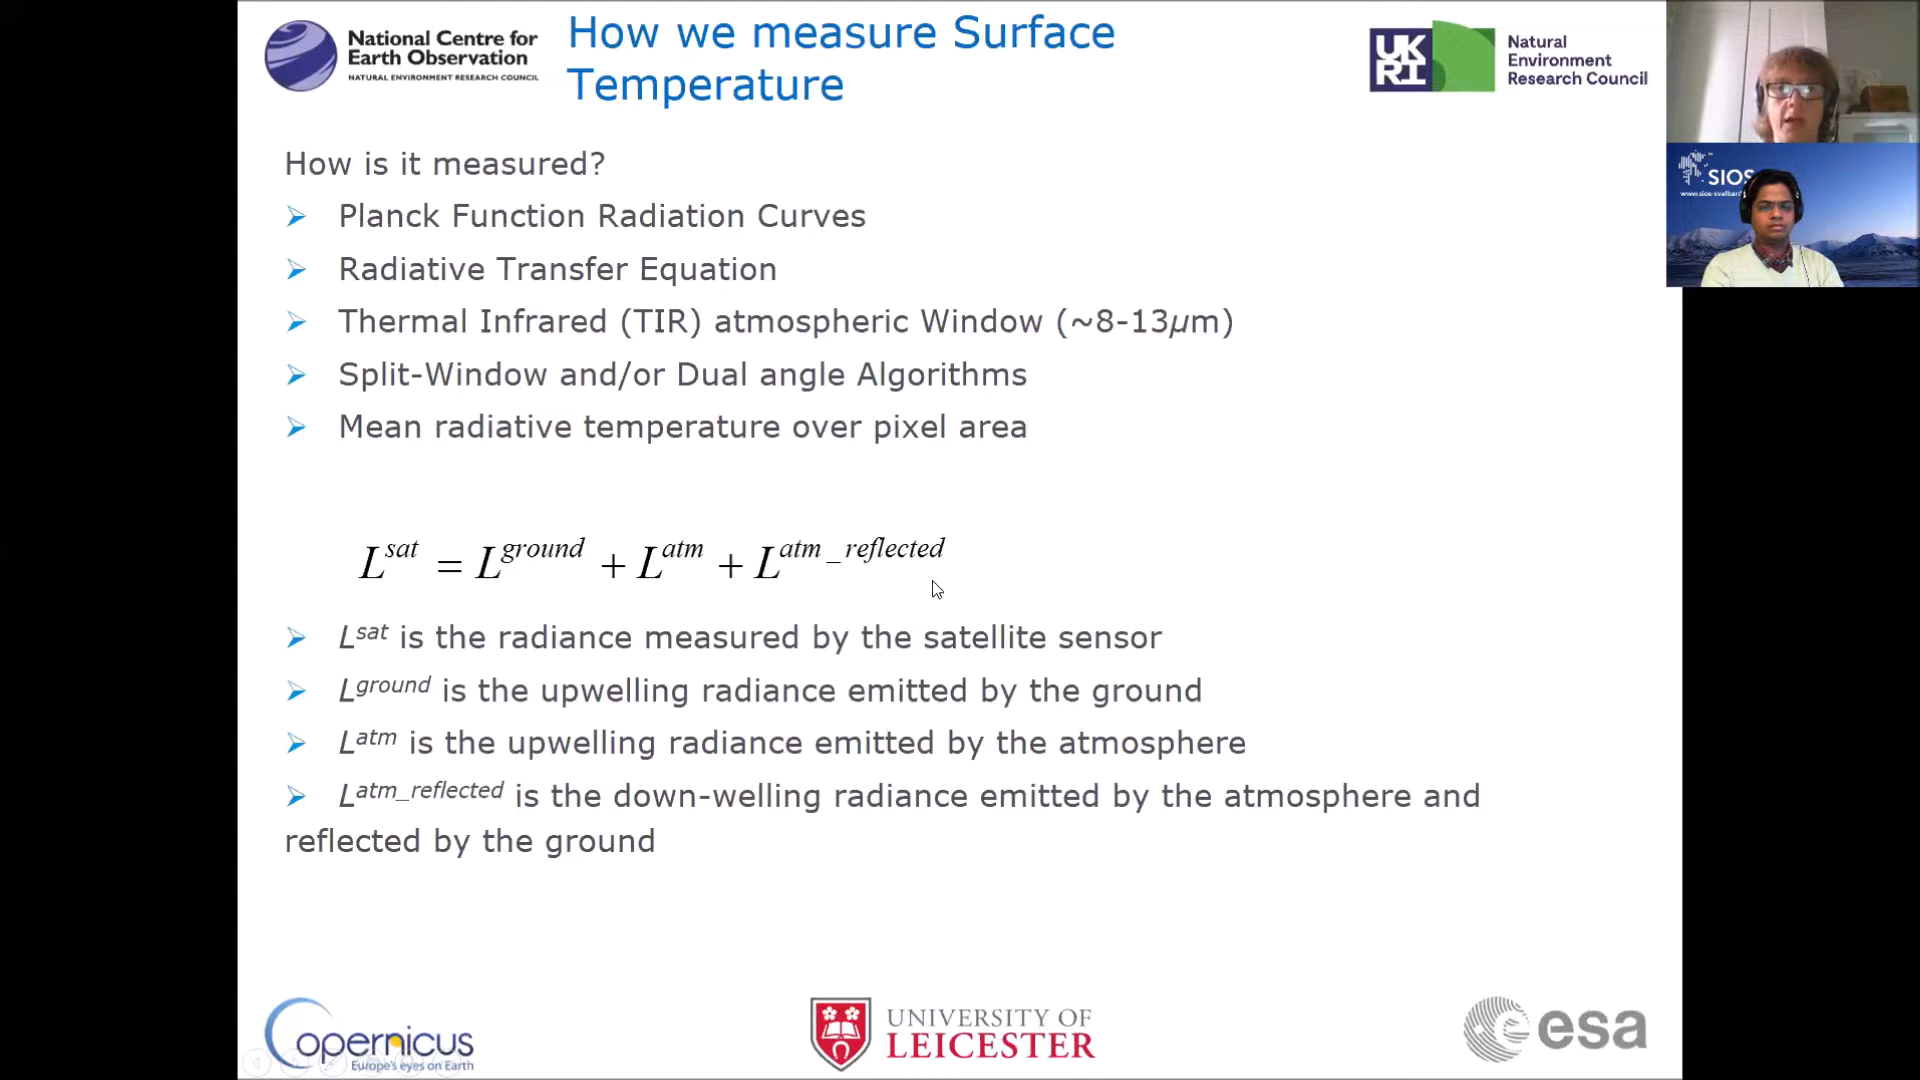 National Centre for
Earth Observation
NATURAL ENVIRONMENT RESEARCH COUNCIL
How we measure Surface
Temperature
UK
RI
Natural
Environment
Research Council
SIOS
How is it measured?
➢ Planck Function Radiation Curves
➢ Radiative Transfer Equation
➢ Thermal Infrared (TIR) atmospheric Window (~8-13µm)
➢ Split-Window and/or Dual angle Algorithms
➢ Mean radiative temperature over pixel area
L^sat = L^ground + L^atm + L^atm_reflected
➢ L^sat is the radiance measured by the satellite sensor
➢ L^ground is the upwelling radiance emitted by the ground
➢ L^atm is the upwelling radiance emitted by the atmosphere
➢ L^atm_reflected is the down-welling radiance emitted by the atmosphere and
reflected by the ground
Copernicus
Europe's eyes on Earth
UNIVERSITY OF
LEICESTER
esa